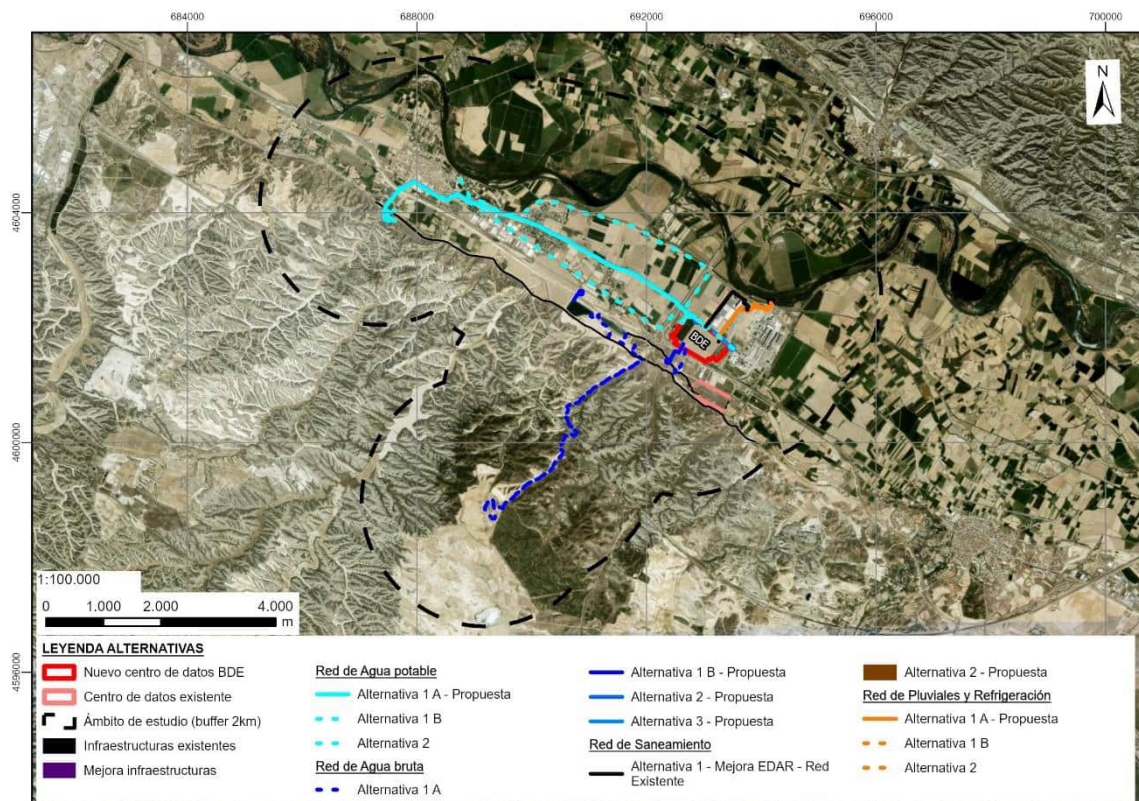 684000 688000 692000 696000 700000
N
4604000
BDE
4600000
1:100.000
0 1.000 2.000 4.000
m
4596000
LEYENDA ALTERNATIVAS
Nuevo centro de datos BDE
Centro de datos existente
Ámbito de estudio (buffer 2km)
Infraestructuras existentes
Mejora infraestructuras
Red de Agua potable
Alternativa 1 A - Propuesta
Alternativa 1 B
Alternativa 2
Red de Agua bruta
Alternativa 1 A
Alternativa 1 B - Propuesta
Alternativa 2 - Propuesta
Alternativa 3 - Propuesta
Red de Saneamiento
Alternativa 1 - Mejora EDAR - Red
Existente
Alternativa 2 - Propuesta
Red de Pluviales y Refrigeración
Alternativa 1 A - Propuesta
Alternativa 1 B
Alternativa 2